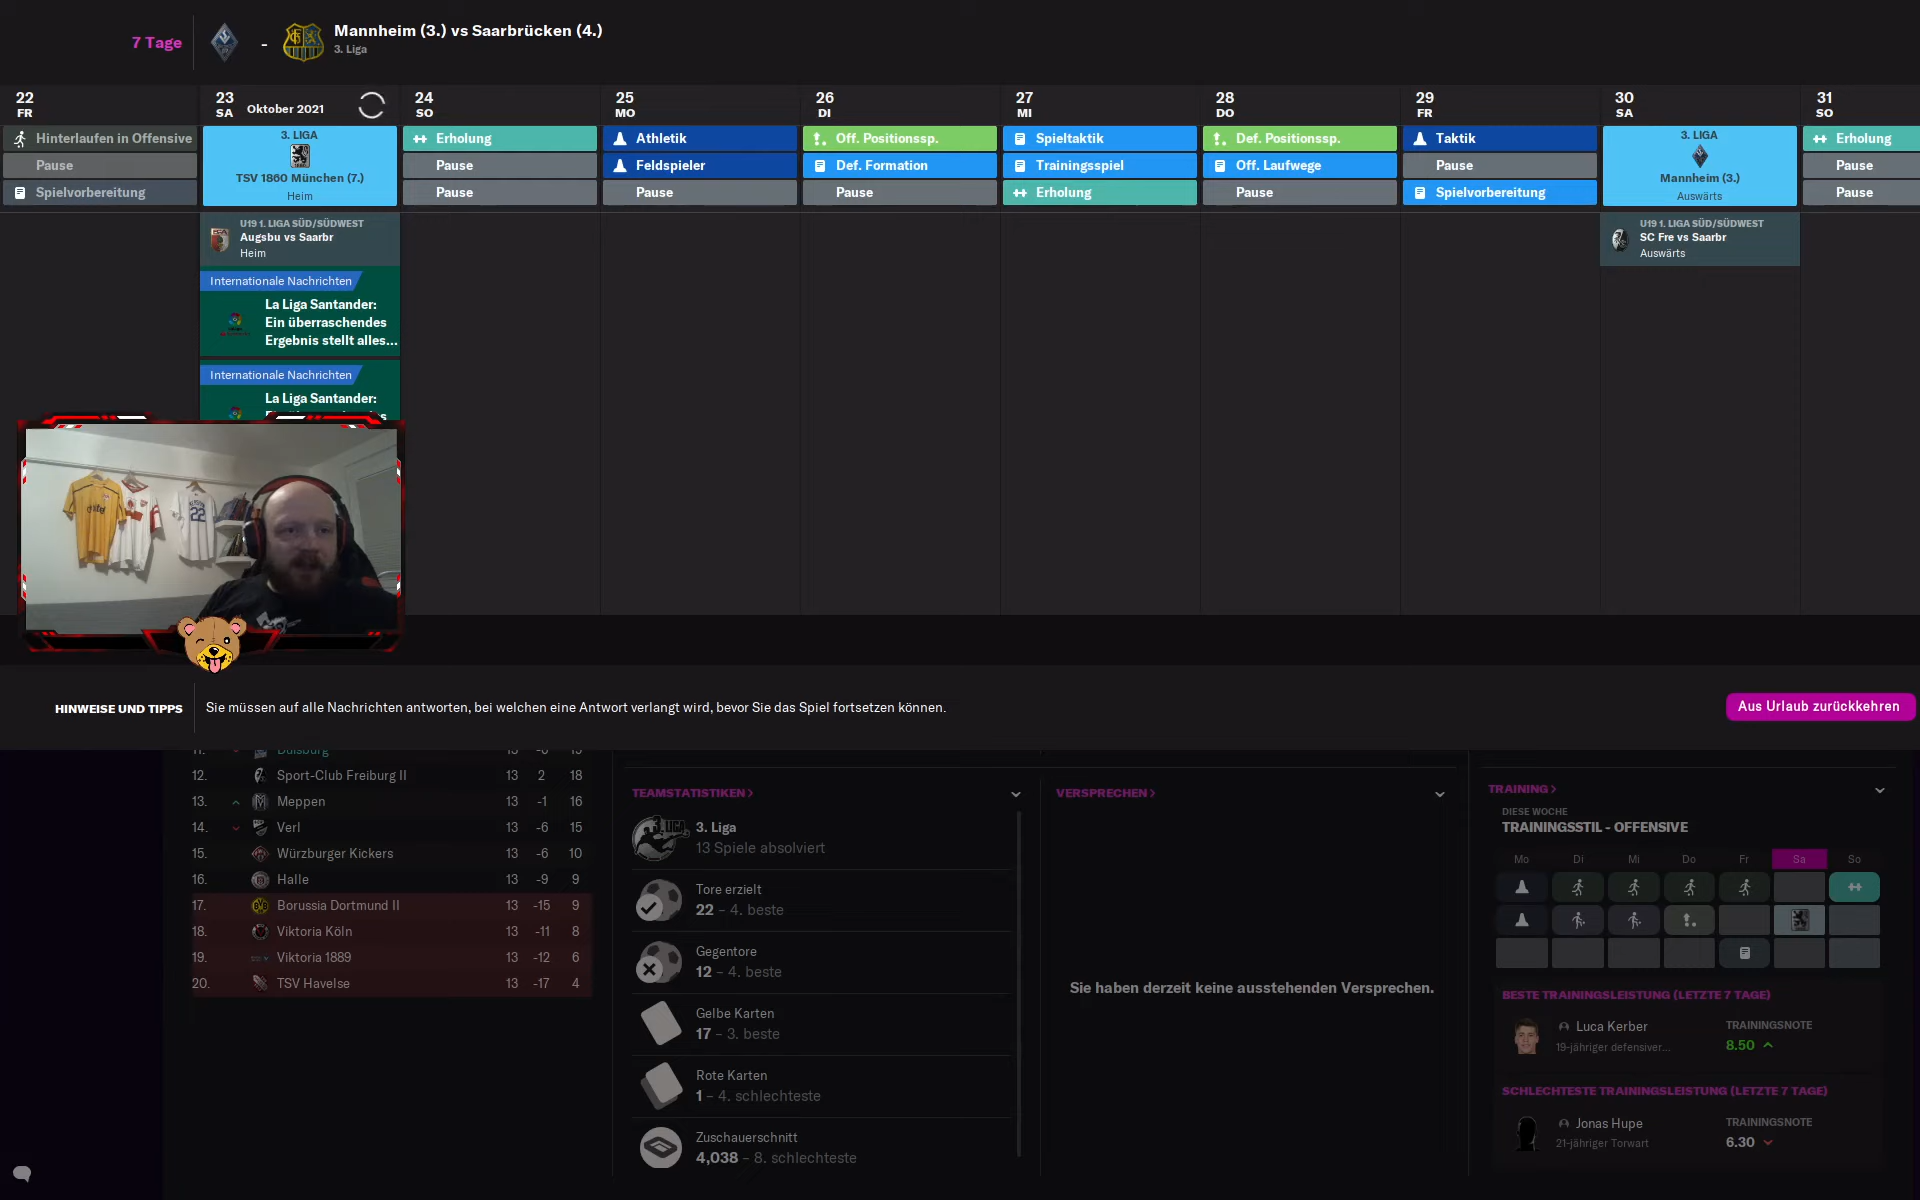 7 Tage
-
Mannheim (3.) vs Saarbrücken (4.)
3. Liga
22
FR
23
SA
Oktober 2021
24
SO
25
MO
26
DI
27
MI
28
DO
29
FR
30
SA
31
SO
Hinterlaufen in Offensive
Pause
Spielvorbereitung
3. LIGA
TSV 1860 München (7.)
Heim
Erholung
Pause
Pause
Athletik
Feldspieler
Pause
Off. Positionssp.
Def. Formation
Pause
Spieltaktik
Trainingsspiel
Erholung
Def. Positionssp.
Off. Laufwege
Pause
Taktik
Pause
Spielvorbereitung
3. LIGA
Mannheim (3.)
Auswärts
Erholung
Pause
Pause
U19 1. LIGA SÜD/SÜDWEST
Augsbu vs Saarbr
Heim
U19 1. LIGA SÜD/SÜDWEST
SC Fre vs Saarbr
Auswärts
Internationale Nachrichten
La Liga Santander:
Ein überraschendes
Ergebnis stellt alles...
Internationale Nachrichten
La Liga Santander:
22
HINWEISE UND TIPPS
Sie müssen auf alle Nachrichten antworten, bei welchen eine Antwort verlangt wird, bevor Sie das Spiel fortsetzen können.
Aus Urlaub zurückkehren
12. Sport-Club Freiburg II 13 2 18
13. Meppen 13 -1 16
14. Verl 13 -6 15
15. Würzburger Kickers 13 -6 10
16. Halle 13 -9 9
17. Borussia Dortmund II 13 -15 9
18. Viktoria Köln 13 -11 8
19. Viktoria 1889 13 -12 6
20. TSV Havelse 13 -17 4
TEAMSTATISTIKEN
3. Liga
13 Spiele absolviert
Tore erzielt
22 - 4. beste
Gegentore
12 - 4. beste
Gelbe Karten
17 - 3. beste
Rote Karten
1 - 4. schlechteste
Zuschauerschnitt
4,038 - 8. schlechteste
VERSPRECHEN
Sie haben derzeit keine ausstehenden Versprechen.
TRAINING
DIESE WOCHE
TRAININGSSTIL - OFFENSIVE
Mo Di Mi Do Fr Sa So
BESTE TRAININGSLEISTUNG (LETZTE 7 TAGE)
Luca Kerber
19-jähriger defensiver...
TRAININGSNOTE
8.50
SCHLECHTESTE TRAININGSLEISTUNG (LETZTE 7 TAGE)
Jonas Hupe
21-jähriger Torwart
TRAININGSNOTE
6.30